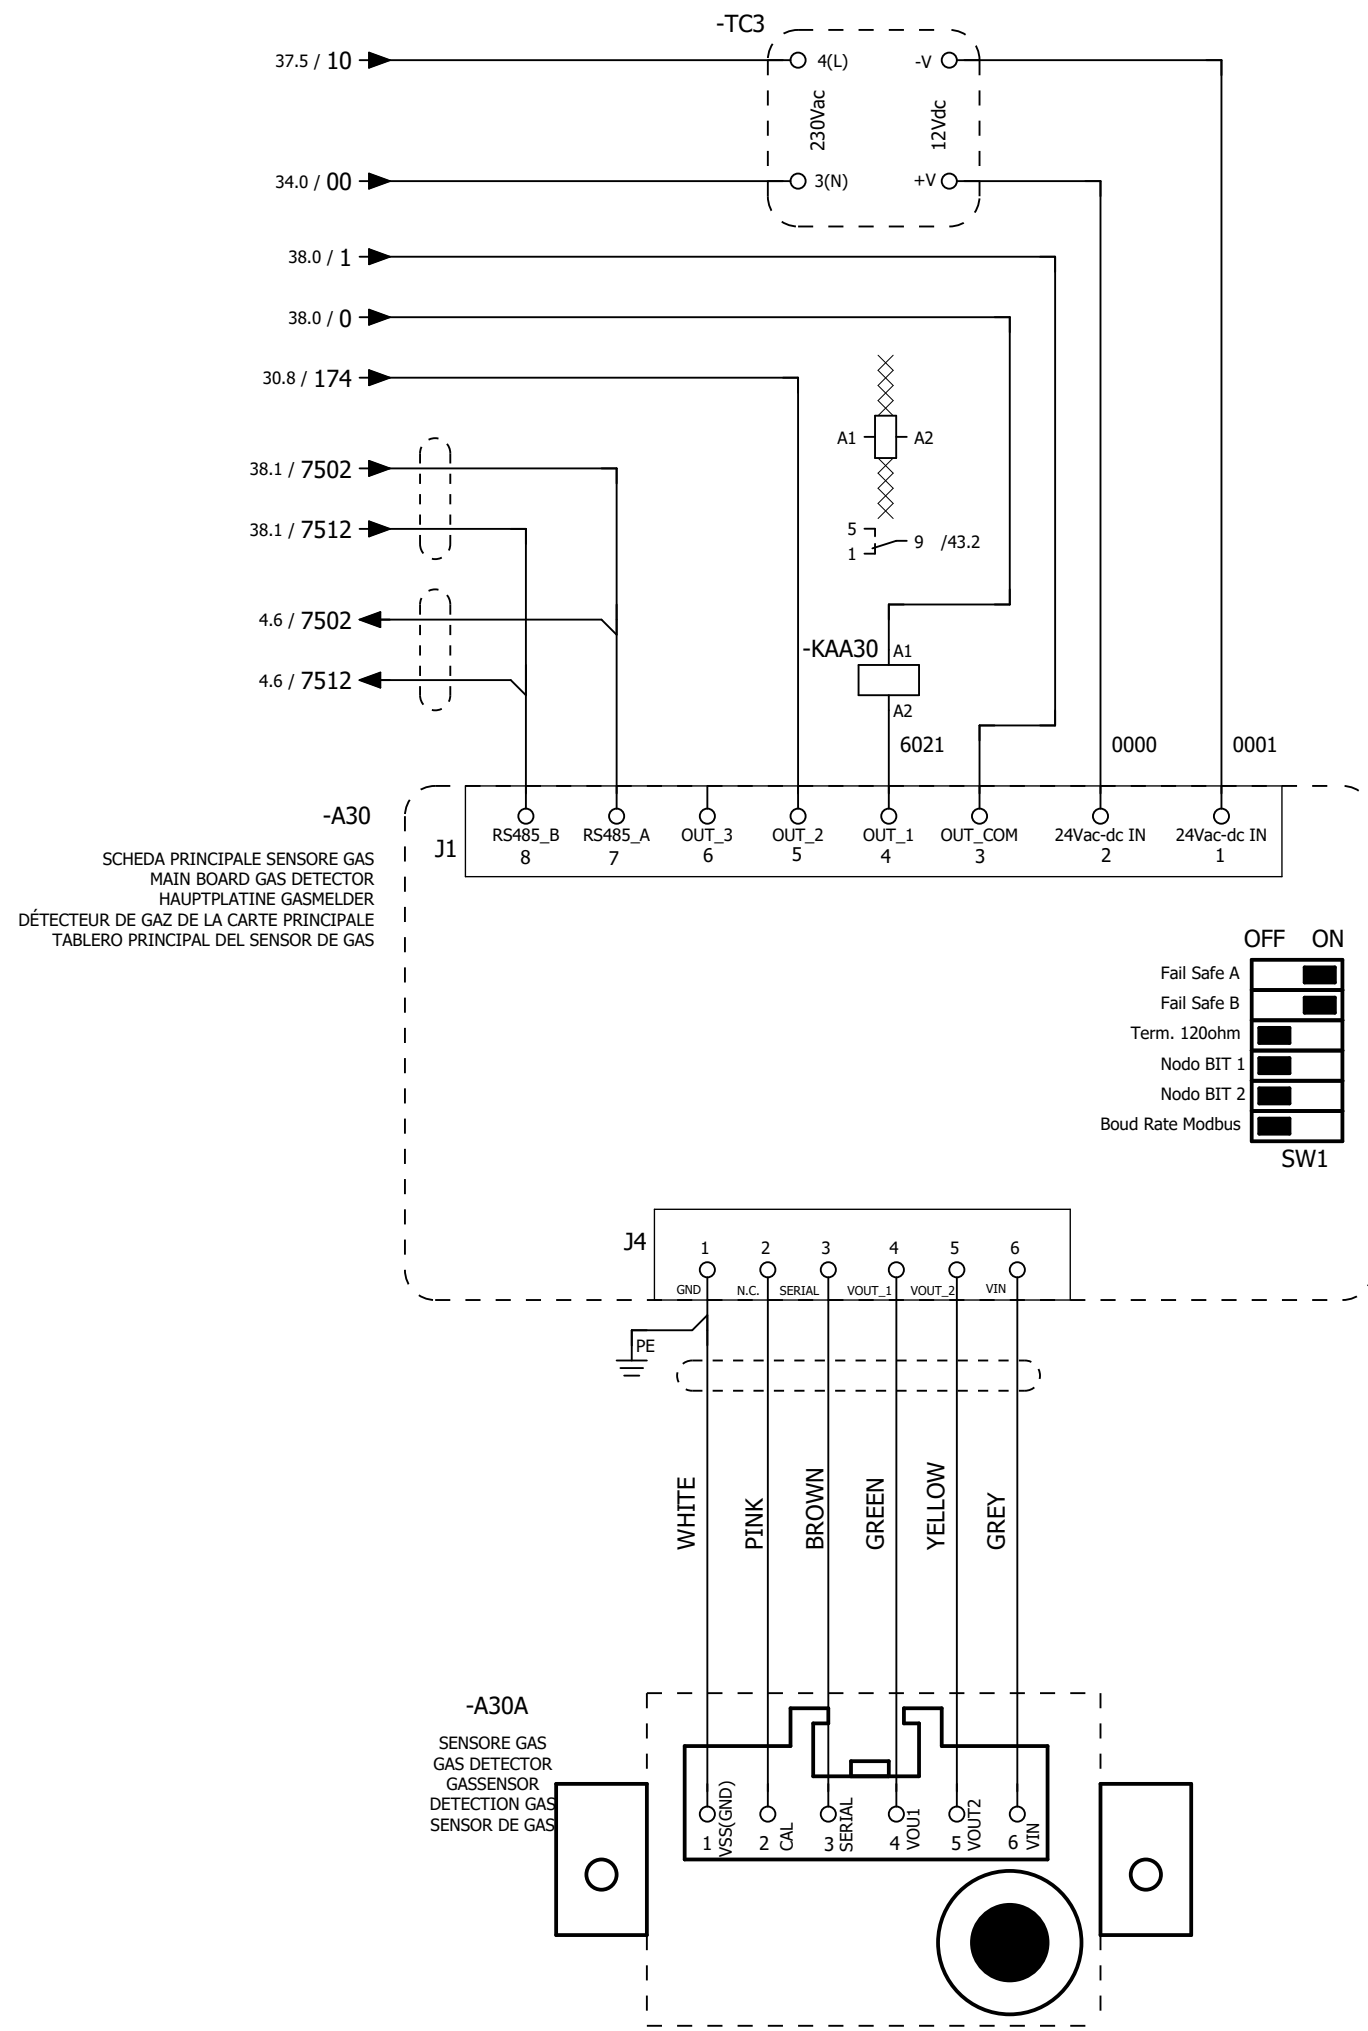 -TC3
37.5 / 10
4(L)
-V
230Vac
12Vdc
34.0 / 00
3(N)
+V
38.0 / 1
38.0 / 0
30.8 / 174
A1
A2
38.1 / 7502
38.1 / 7512
5
1
9 /43.2
4.6 / 7502
-KAA30
A1
4.6 / 7512
A2
6021
0000
0001
-A30
SCHEDA PRINCIPALE SENSORE GAS
MAIN BOARD GAS DETECTOR
HAUPTPLATINE GASMELDER
DÉTECTEUR DE GAZ DE LA CARTE PRINCIPALE
TABLERO PRINCIPAL DEL SENSOR DE GAS
J1
RS485_B RS485_A OUT_3 OUT_2 OUT_1 OUT_COM 24Vac-dc IN 24Vac-dc IN
8 7 6 5 4 3 2 1
OFF ON
Fail Safe A
Fail Safe B
Term. 120ohm
Nodo BIT 1
Nodo BIT 2
Boud Rate Modbus
SW1
J4
1 2 3 4 5 6
GND N.C. SERIAL VOUT_1 VOUT_2 VIN
PE
WHITE
PINK
BROWN
GREEN
YELLOW
GREY
-A30A
SENSORE GAS
GAS DETECTOR
GASSENSOR
DETECTION GAS
SENSOR DE GAS
1 VSS(GND)
2 CAL
3 SERIAL
4 VOU1
5 VOUT2
6 VIN